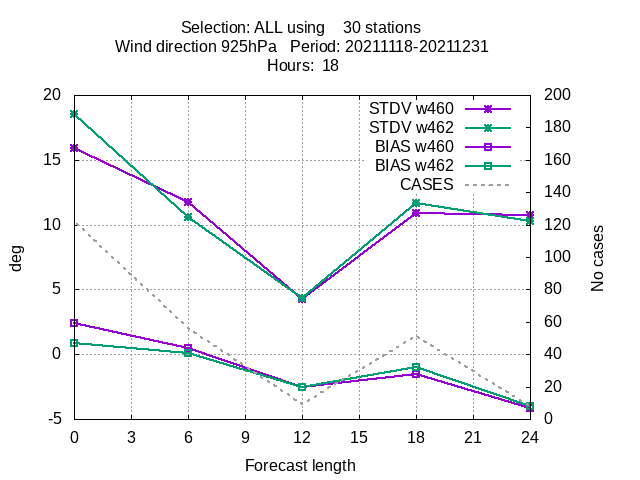 Selection: ALL using    30 stations
Wind direction 925hPa   Period: 20211118-20211231
Hours:  18
20
15
10
5
0
-5
deg
STDV w460
STDV w462
BIAS w460
BIAS w462
CASES
200
180
160
140
120
100
80
60
40
20
0
No cases
0 3 6 9 12 15 18 21 24
Forecast length